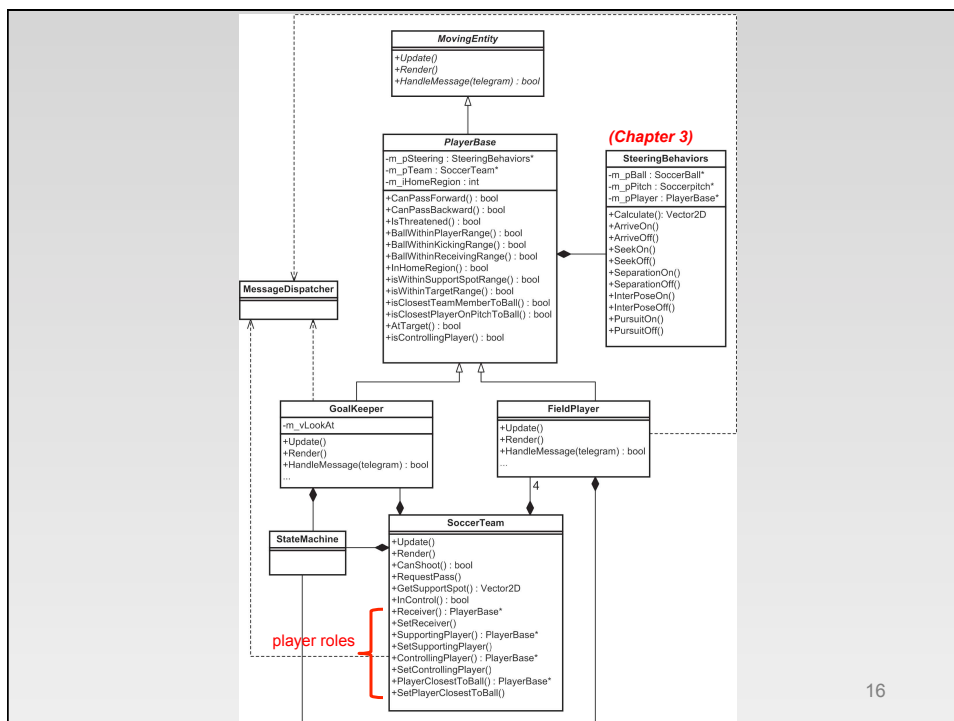 MovingEntity
+Update()
+Render()
+HandleMessage(telegram) : bool
PlayerBase
-m_pSteering : SteeringBehaviors*
-m_pTeam : SoccerTeam*
-m_iHomeRegion : int
+CanPassForward() : bool
+CanPassBackward() : bool
+IsThreatened() : bool
+BallWithinPlayerRange() : bool
+BallWithinKickingRange() : bool
+BallWithinReceivingRange() : bool
+InHomeRegion() : bool
+isWithinSupportSpotRange() : bool
+isWithinTargetRange() : bool
+isClosestTeamMemberToBall() : bool
+isClosestPlayerOnPitchToBall() : bool
+AtTarget() : bool
+isControllingPlayer() : bool
(Chapter 3)
SteeringBehaviors
-m_pBall : SoccerBall*
-m_pPitch : Soccerpitch*
-m_pPlayer : PlayerBase*
+Calculate(): Vector2D
+ArriveOn()
+ArriveOff()
+SeekOn()
+SeekOff()
+SeparationOn()
+SeparationOff()
+InterPoseOn()
+InterPoseOff()
+PursuitOn()
+PursuitOff()
MessageDispatcher
GoalKeeper
-m_vLookAt
+Update()
+Render()
+HandleMessage(telegram) : bool
...
FieldPlayer
+Update()
+Render()
+HandleMessage(telegram) : bool
...
4
StateMachine
SoccerTeam
+Update()
+Render()
+CanShoot() : bool
+RequestPass()
+GetSupportSpot() : Vector2D
+InControl() : bool
+Receiver() : PlayerBase*
+SetReceiver()
+SupportingPlayer() : PlayerBase*
+SetSupportingPlayer()
+ControllingPlayer() : PlayerBase*
+SetControllingPlayer()
+PlayerClosestToBall() : PlayerBase*
+SetPlayerClosestToBall()
player roles
16